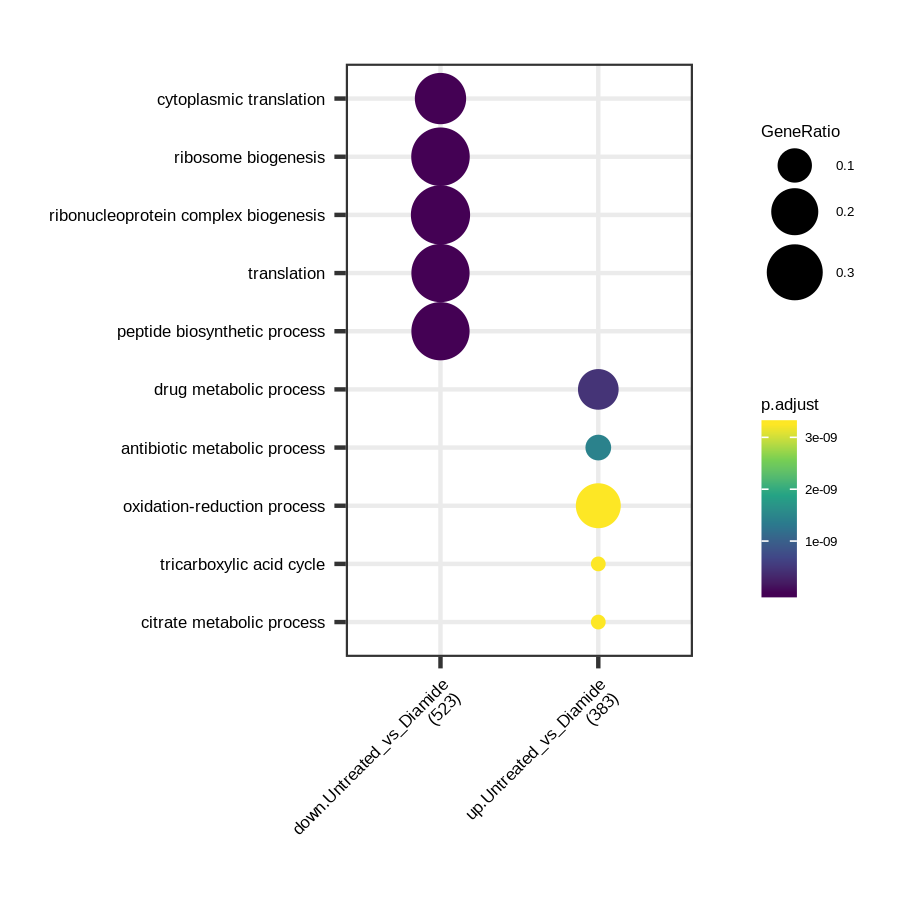 cytoplasmic translation
ribosome biogenesis
ribonucleoprotein complex biogenesis
translation
peptide biosynthetic process
drug metabolic process
antibiotic metabolic process
oxidation-reduction process
tricarboxylic acid cycle
citrate metabolic process
down.Untreated_vs_Diamide
(523)
up.Untreated_vs_Diamide
(383)
GeneRatio
0.1
0.2
0.3
p.adjust
3e-09
2e-09
1e-09